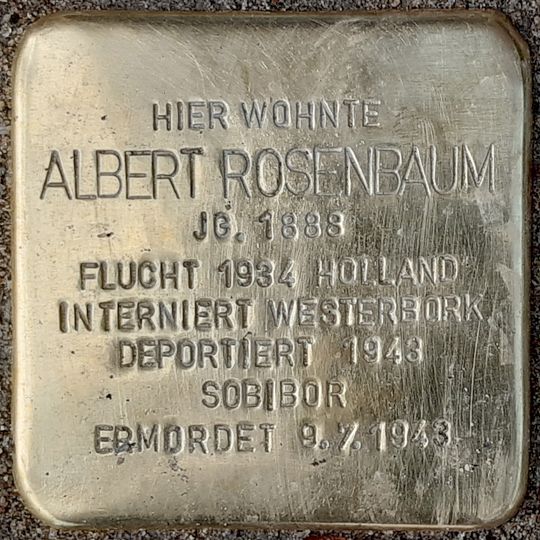 HIER WOHNTE
ALBERT ROSENBAUM
JG. 1888
FLUCHT 1934 HOLLAND
INTERNIERT WESTERBORK
DEPORTIERT 1943
SOBIBOR
ERMORDET 9.7.1943